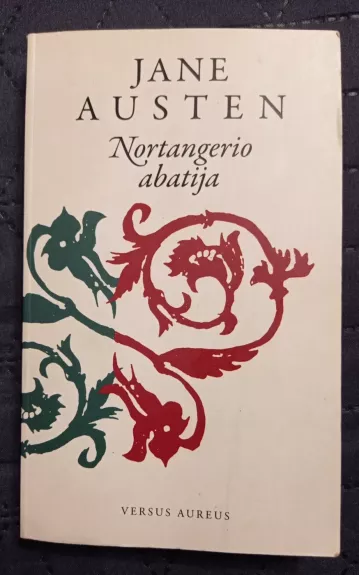 JANE
AUSTEN
Nortangerio
abatija
VERSUS AUREUS